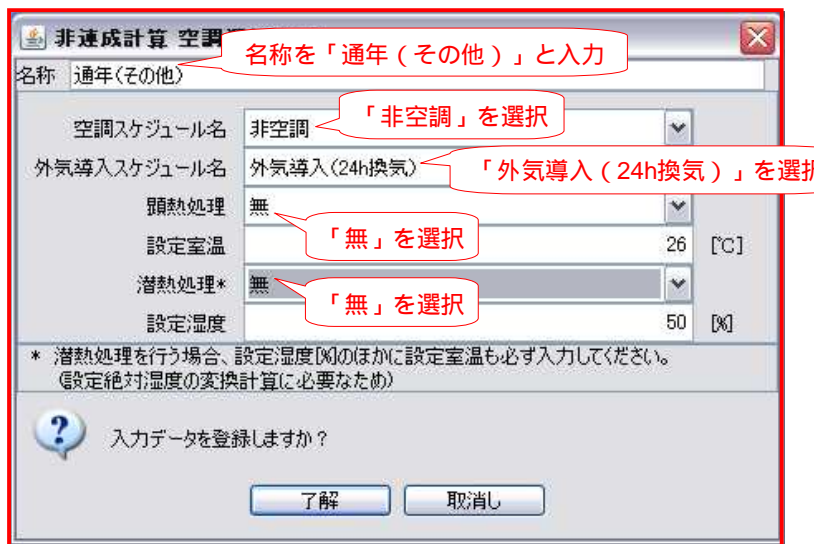 非連成計算 空調
名称を「通年(その他)」と入力
名称 通年(その他)
空調スケジュール名 非空調
「非空調」を選択
外気導入スケジュール名 外気導入(24h換気)
「外気導入(24h換気)」を選択
顕熱処理 無
「無」を選択
設定室温 26 [℃]
潜熱処理* 無
「無」を選択
設定湿度 50 [%]
* 潜熱処理を行う場合、設定湿度[%]のほかに設定室温も必ず入力してください。
(設定絶対湿度の変換計算に必要なため)
入力データを登録しますか?
了解 取消し